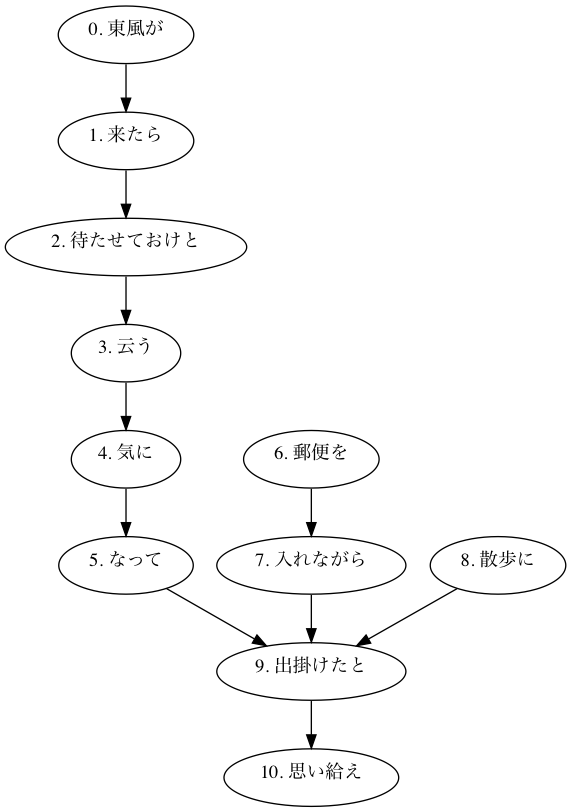 0. 東風が
1. 来たら
2. 待たせておけと
3. 云う
4. 気に
5. なって
6. 郵便を
7. 入れながら
8. 散歩に
9. 出掛けたと
10. 思い給え